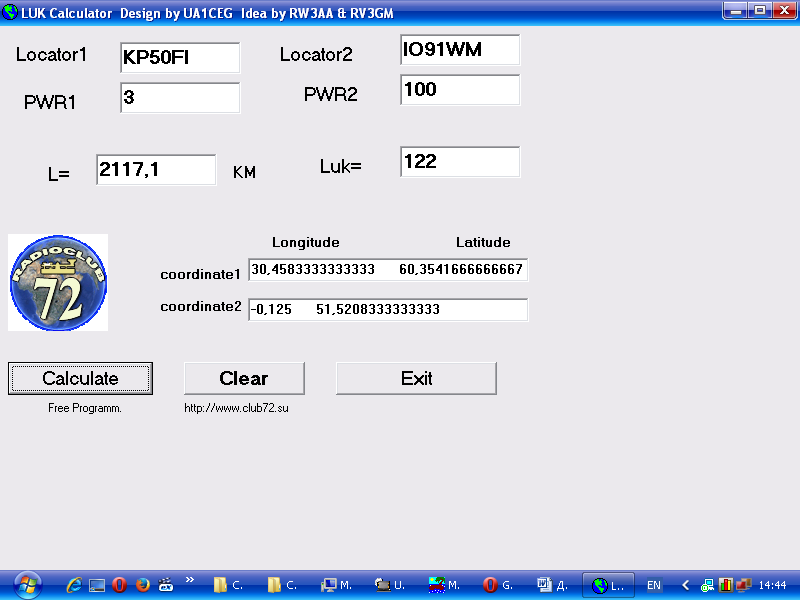 LUK Calculator Design by UA1CEG Idea by RW3AA & RV3GM
Locator1 KP50FI Locator2 IO91WM
PWR1 3 PWR2 100
L= 2117,1 KM Luk= 122
Longitude Latitude
coordinate1 30,4583333333333 60,3541666666667
coordinate2 -0,125 51,5208333333333
RADIOCLUB
72
Calculate Clear Exit
Free Programm. http://www.club72.su
C. C. M. U. M. G. Д. L.. EN 14:44